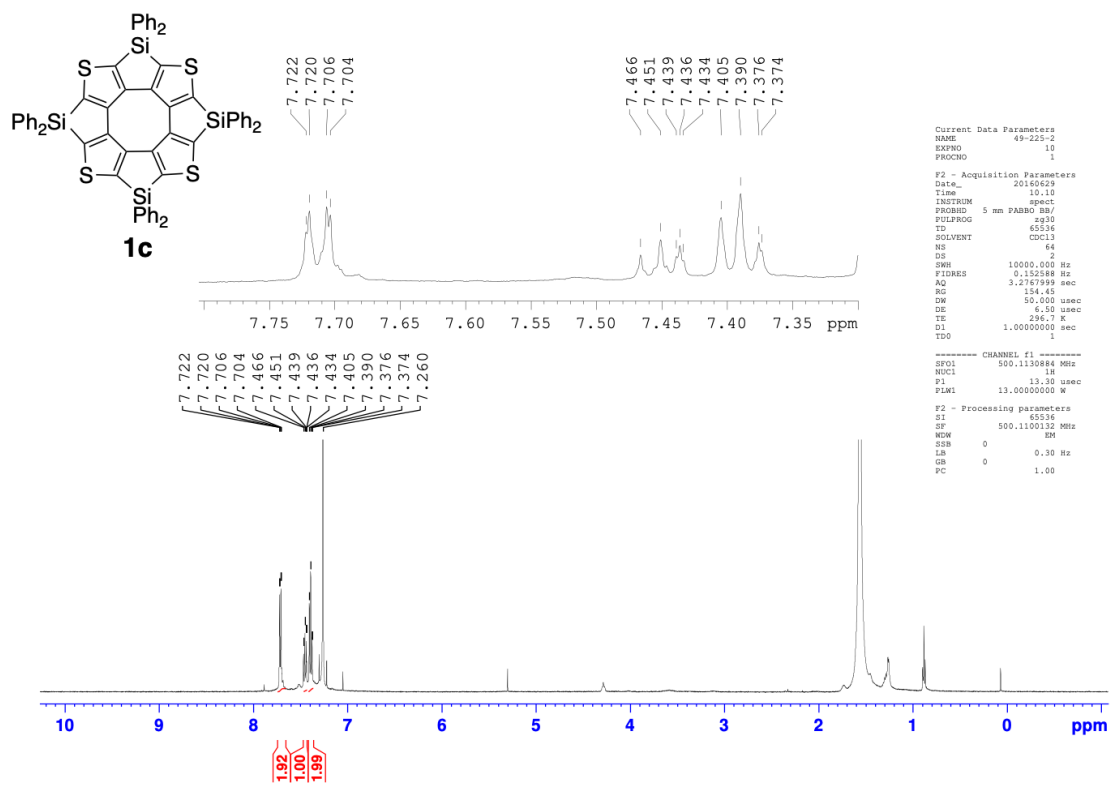 Ph2
Si
S S
Ph2Si SiPh2
S S
Si
Ph2
1c
7.722
7.720
7.706
7.704
7.466
7.451
7.439
7.436
7.434
7.405
7.390
7.376
7.374
7.75 7.70 7.65 7.60 7.55 7.50 7.45 7.40 7.35 ppm
Current Data Parameters
NAME 49-225-2
EXPNO 10
PROCNO 1
F2 - Acquisition Parameters
Date_ 20160629
Time 10.10
INSTRUM spect
PROBHD 5 mm PABBO BB/
PULPROG zg30
TD 65536
SOLVENT CDCl3
NS 64
DS 2
SWH 10000.000 Hz
FIDRES 0.152588 Hz
AQ 3.2767999 sec
RG 154.45
DW 50.000 usec
DE 6.50 usec
TE 296.7 K
D1 1.00000000 sec
TD0 1
======== CHANNEL f1 ========
SFO1 500.1130884 MHz
NUC1 1H
P1 13.30 usec
PLW1 13.00000000 W
F2 - Processing parameters
SI 65536
SF 500.1100132 MHz
WDW EM
SSB 0
LB 0.30 Hz
GB 0
PC 1.00
7.722
7.720
7.706
7.704
7.466
7.451
7.439
7.436
7.434
7.405
7.390
7.376
7.374
7.260
10 9 8 7 6 5 4 3 2 1 0 ppm
1.92
1.00
1.99